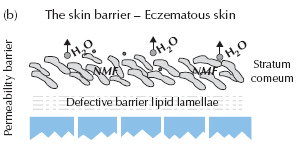 (b) The skin barrier – Eczematous skin
Permeability barrier
H₂O H₂O H₂O
NMF NMF
Stratum
corneum
Defective barrier lipid lamellae